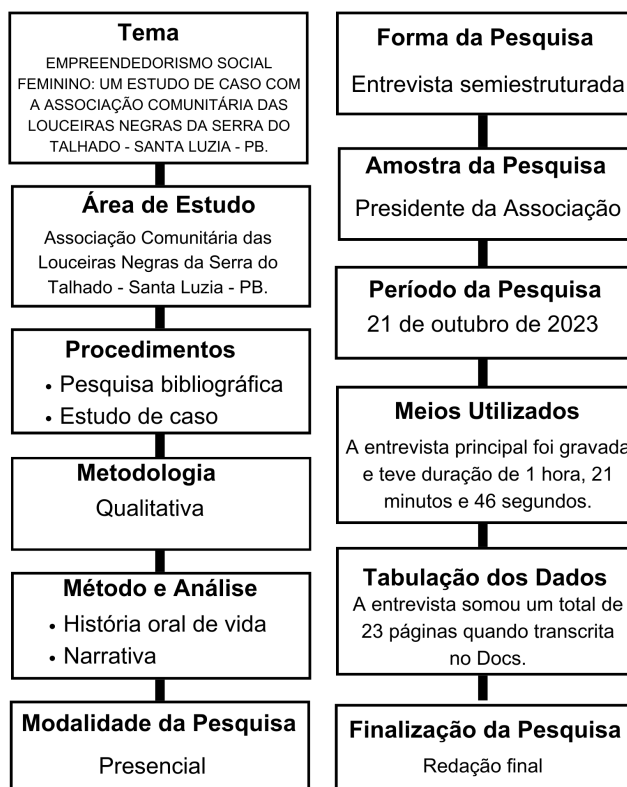 Tema
EMPREENDEDORISMO SOCIAL
FEMININO: UM ESTUDO DE CASO COM
A ASSOCIAÇÃO COMUNITÁRIA DAS
LOUCEIRAS NEGRAS DA SERRA DO
TALHADO - SANTA LUZIA - PB.
Área de Estudo
Associação Comunitária das
Louceiras Negras da Serra do
Talhado - Santa Luzia - PB.
Procedimentos
• Pesquisa bibliográfica
• Estudo de caso
Metodologia
Qualitativa
Método e Análise
• História oral de vida
• Narrativa
Modalidade da Pesquisa
Presencial
Forma da Pesquisa
Entrevista semiestruturada
Amostra da Pesquisa
Presidente da Associação
Período da Pesquisa
21 de outubro de 2023
Meios Utilizados
A entrevista principal foi gravada
e teve duração de 1 hora, 21
minutos e 46 segundos.
Tabulação dos Dados
A entrevista somou um total de
23 páginas quando transcrita
no Docs.
Finalização da Pesquisa
Redação final